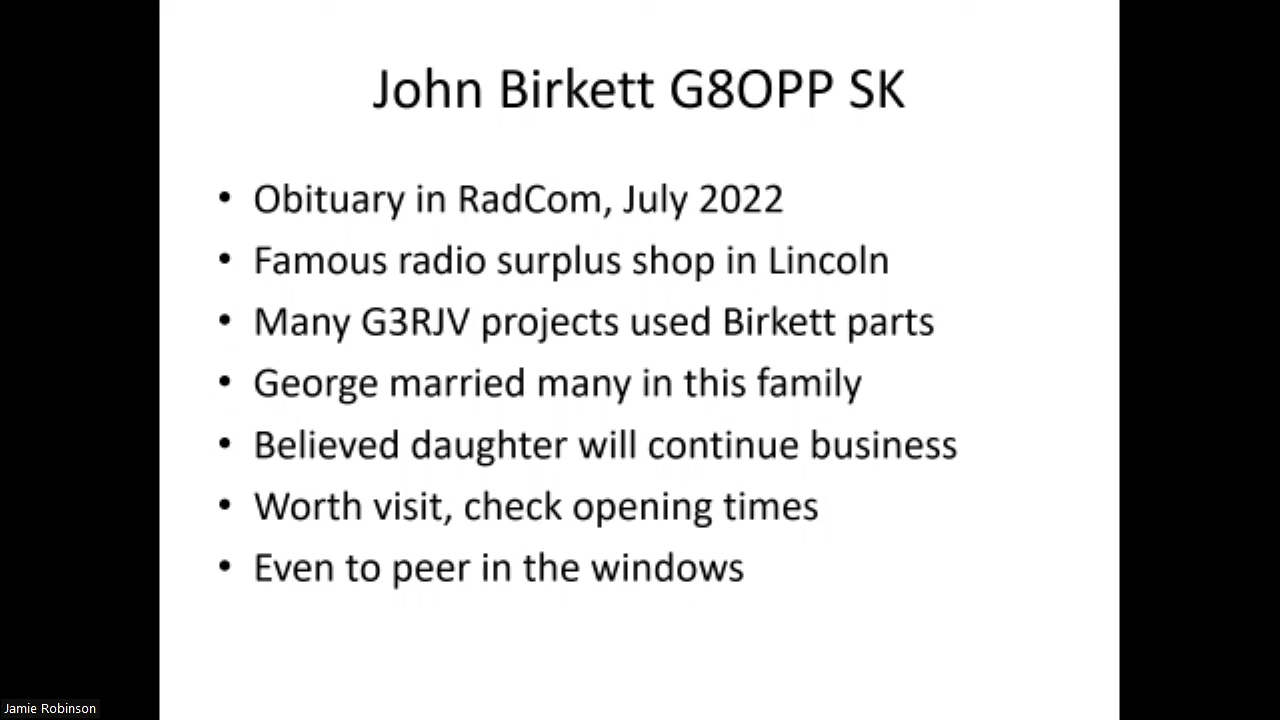 John Birkett G8OPP SK
• Obituary in RadCom, July 2022
• Famous radio surplus shop in Lincoln
• Many G3RJV projects used Birkett parts
• George married many in this family
• Believed daughter will continue business
• Worth visit, check opening times
• Even to peer in the windows
Jamie Robinson